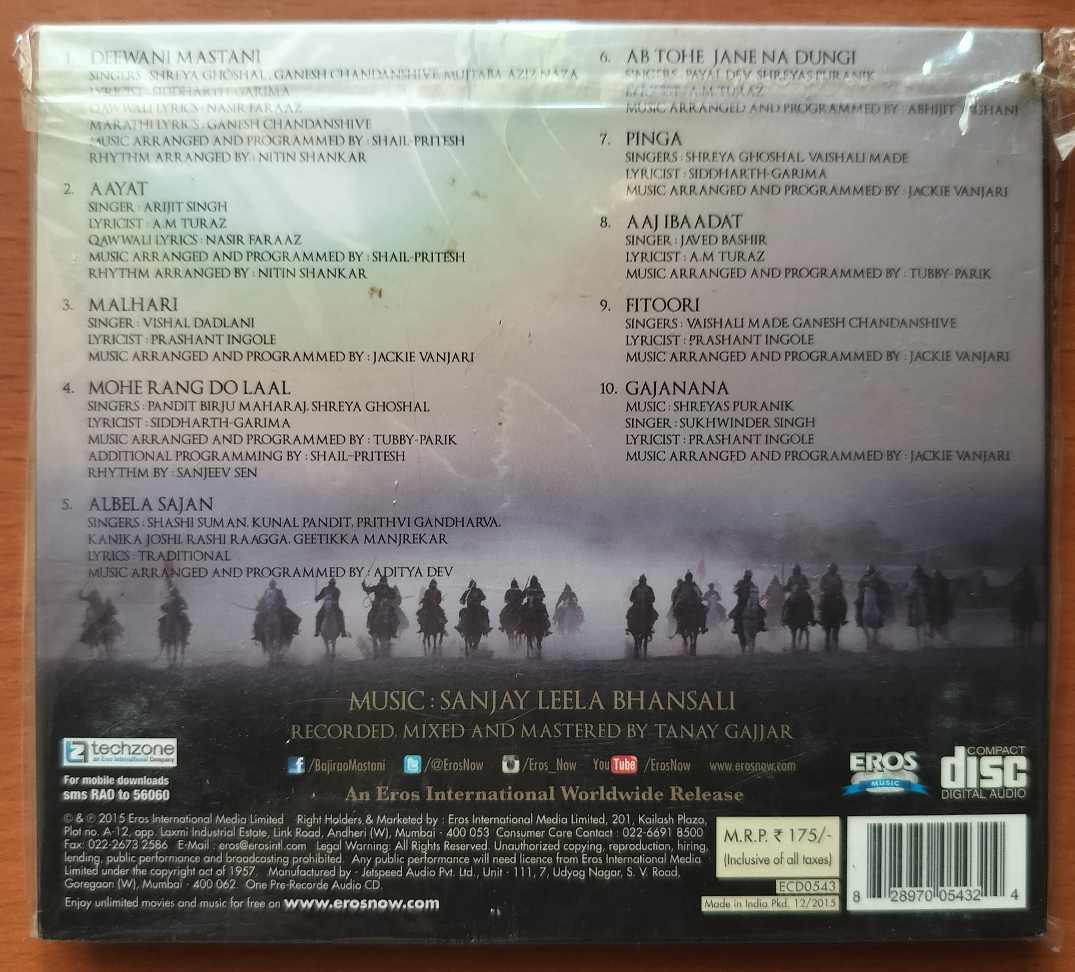 1. DEEWANI MASTANI
SINGERS : SHREYA GHOSHAL, GANESH CHANDANSHIVE, MUJTABA AZIZ NAZA
LYRICIST : SIDDHARTH-GARIMA
QAWWALI LYRICS : NASIR FARAAZ
MARATHI LYRICS : GANESH CHANDANSHIVE
MUSIC ARRANGED AND PROGRAMMED BY : SHAIL-PRITESH
RHYTHM ARRANGED BY : NITIN SHANKAR
2. AAYAT
SINGER : ARIJIT SINGH
LYRICIST : A.M TURAZ
QAWWALI LYRICS : NASIR FARAAZ
MUSIC ARRANGED AND PROGRAMMED BY : SHAIL-PRITESH
RHYTHM ARRANGED BY : NITIN SHANKAR
3. MALHARI
SINGER : VISHAL DADLANI
LYRICIST : PRASHANT INGOLE
MUSIC ARRANGED AND PROGRAMMED BY : JACKIE VANJARI
4. MOHE RANG DO LAAL
SINGERS : PANDIT BIRJU MAHARAJ, SHREYA GHOSHAL
LYRICIST : SIDDHARTH-GARIMA
MUSIC ARRANGED AND PROGRAMMED BY : TUBBY-PARIK
ADDITIONAL PROGRAMMING BY : SHAIL-PRITESH
RHYTHM BY : SANJEEV SEN
5. ALBELA SAJAN
SINGERS : SHASHI SUMAN, KUNAL PANDIT, PRITHVI GANDHARVA,
KANIKA JOSHI, RASHI RAAGGA, GEETIKKA MANJREKAR
LYRICS : TRADITIONAL
MUSIC ARRANGED AND PROGRAMMED BY : ADITYA DEV
6. AB TOHE JANE NA DUNGI
SINGERS : PAYAL DEV, SHREYAS PURANIK
LYRICIST : A.M TURAZ
MUSIC ARRANGED AND PROGRAMMED BY : ABHIJIT VAGHANI
7. PINGA
SINGERS : SHREYA GHOSHAL, VAISHALI MADE
LYRICIST : SIDDHARTH-GARIMA
MUSIC ARRANGED AND PROGRAMMED BY : JACKIE VANJARI
8. AAJ IBAADAT
SINGER : JAVED BASHIR
LYRICIST : A.M TURAZ
MUSIC ARRANGED AND PROGRAMMED BY : TUBBY-PARIK
9. FITOORI
SINGERS : VAISHALI MADE, GANESH CHANDANSHIVE
LYRICIST : PRASHANT INGOLE
MUSIC ARRANGED AND PROGRAMMED BY : JACKIE VANJARI
10. GAJANANA
MUSIC : SHREYAS PURANIK
SINGER : SUKHWINDER SINGH
LYRICIST : PRASHANT INGOLE
MUSIC ARRANGED AND PROGRAMMED BY : JACKIE VANJARI
MUSIC : SANJAY LEELA BHANSALI
RECORDED, MIXED AND MASTERED BY TANAY GAJJAR
techzone
an Eros International Company
For mobile downloads
sms RAO to 56060
/BajiraoMastani /@ErosNow /Eros_Now YouTube /ErosNow www.erosnow.com
An Eros International Worldwide Release
EROS
MUSIC
COMPACT
disc
DIGITAL AUDIO
© & ℗ 2015 Eros International Media Limited Right Holders & Marketed by : Eros International Media Limited, 201, Kailash Plaza,
Plot no. A-12, opp. Laxmi Industrial Estate, Link Road, Andheri (W), Mumbai - 400 053 Consumer Care Contact : 022-6691 8500
Fax: 022-2673 2586 E-Mail : eros@erosintl.com Legal Warning: All Rights Reserved. Unauthorized copying, reproduction, hiring,
lending, public performance and broadcasting prohibited. Any public performance will need licence from Eros International Media
Limited under the copyright act of 1957. Manufactured by - Jetspeed Audio Pvt. Ltd., Unit - 111, 7, Udyog Nagar, S. V. Road,
Goregaon (W), Mumbai - 400 062. One Pre-Recorde Audio CD.
Enjoy unlimited movies and music for free on www.erosnow.com
M.R.P. ₹ 175/-
(Inclusive of all taxes)
ECD0543
Made in India Pkd. 12/2015
8 28970 05432 4